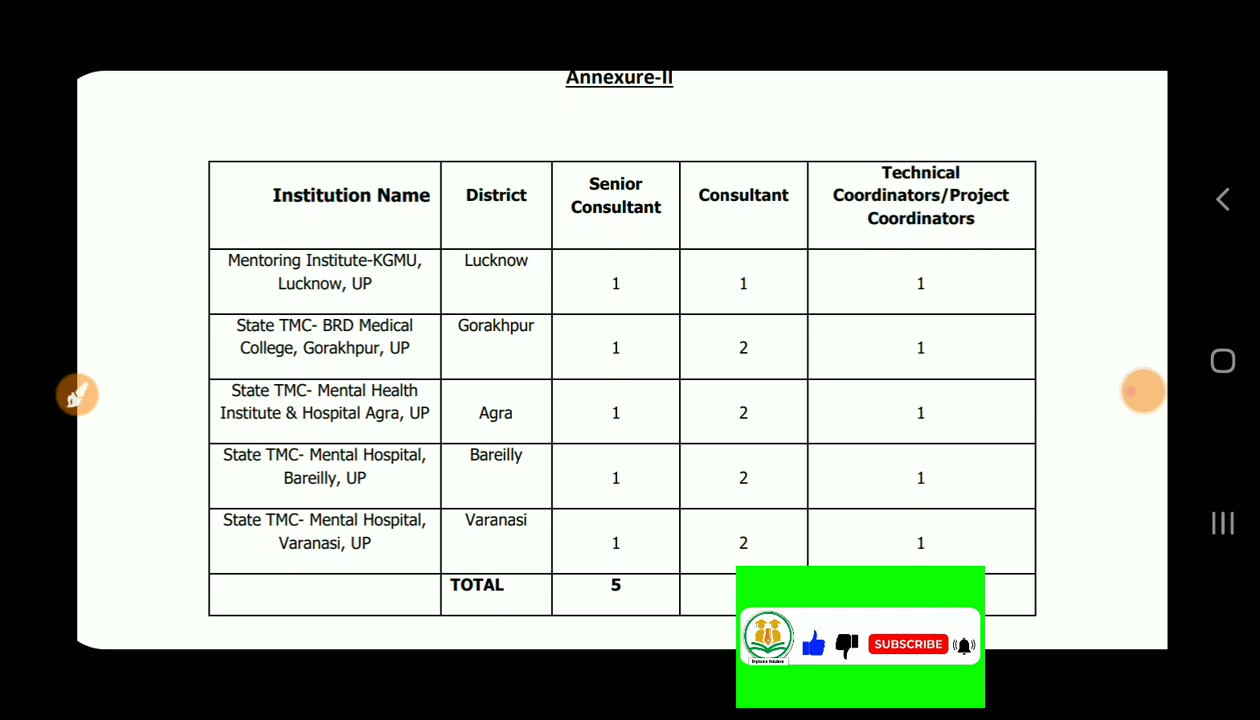 Annexure-II
Institution Name
District
Senior
Consultant
Consultant
Technical
Coordinators/Project
Coordinators
Mentoring Institute-KGMU,
Lucknow, UP
Lucknow
1
1
1
State TMC- BRD Medical
College, Gorakhpur, UP
Gorakhpur
1
2
1
State TMC- Mental Health
Institute & Hospital Agra, UP
Agra
1
2
1
State TMC- Mental Hospital,
Bareilly, UP
Bareilly
1
2
1
State TMC- Mental Hospital,
Varanasi, UP
Varanasi
1
2
1
TOTAL
5
SUBSCRIBE